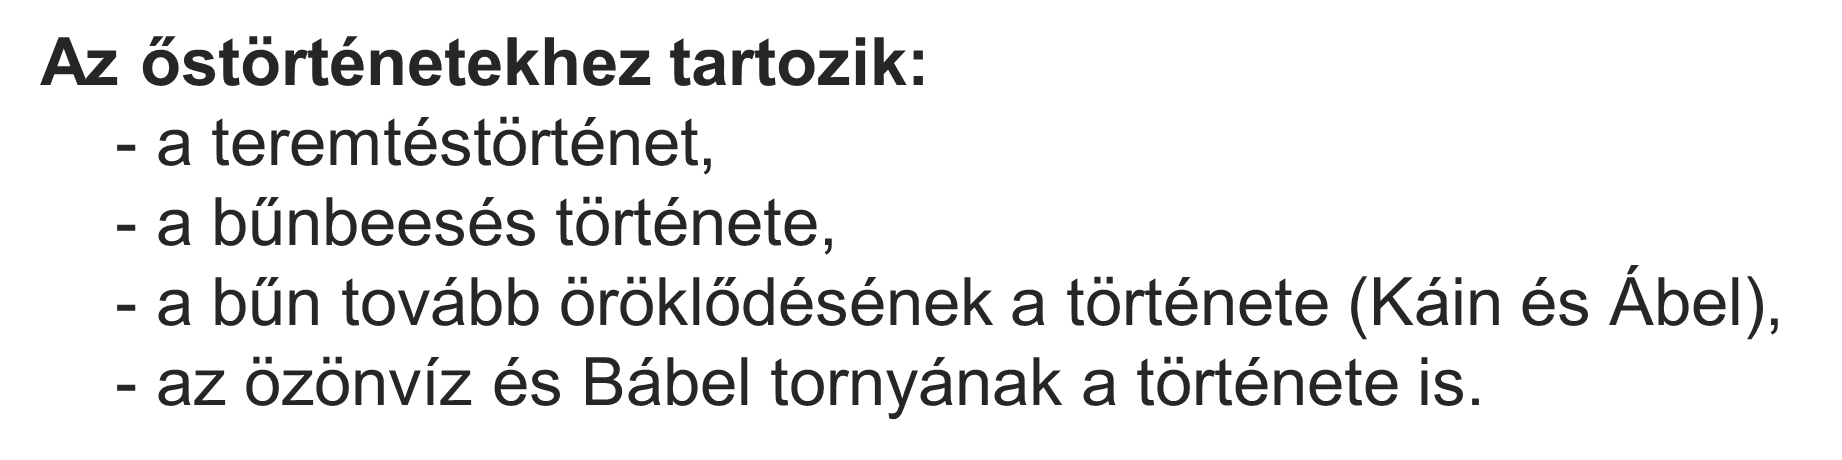 Az őstörténetekhez tartozik:
- a teremtéstörténet,
- a bűnbeesés története,
- a bűn tovább öröklődésének a története (Káin és Ábel),
- az özönvíz és Bábel tornyának a története is.